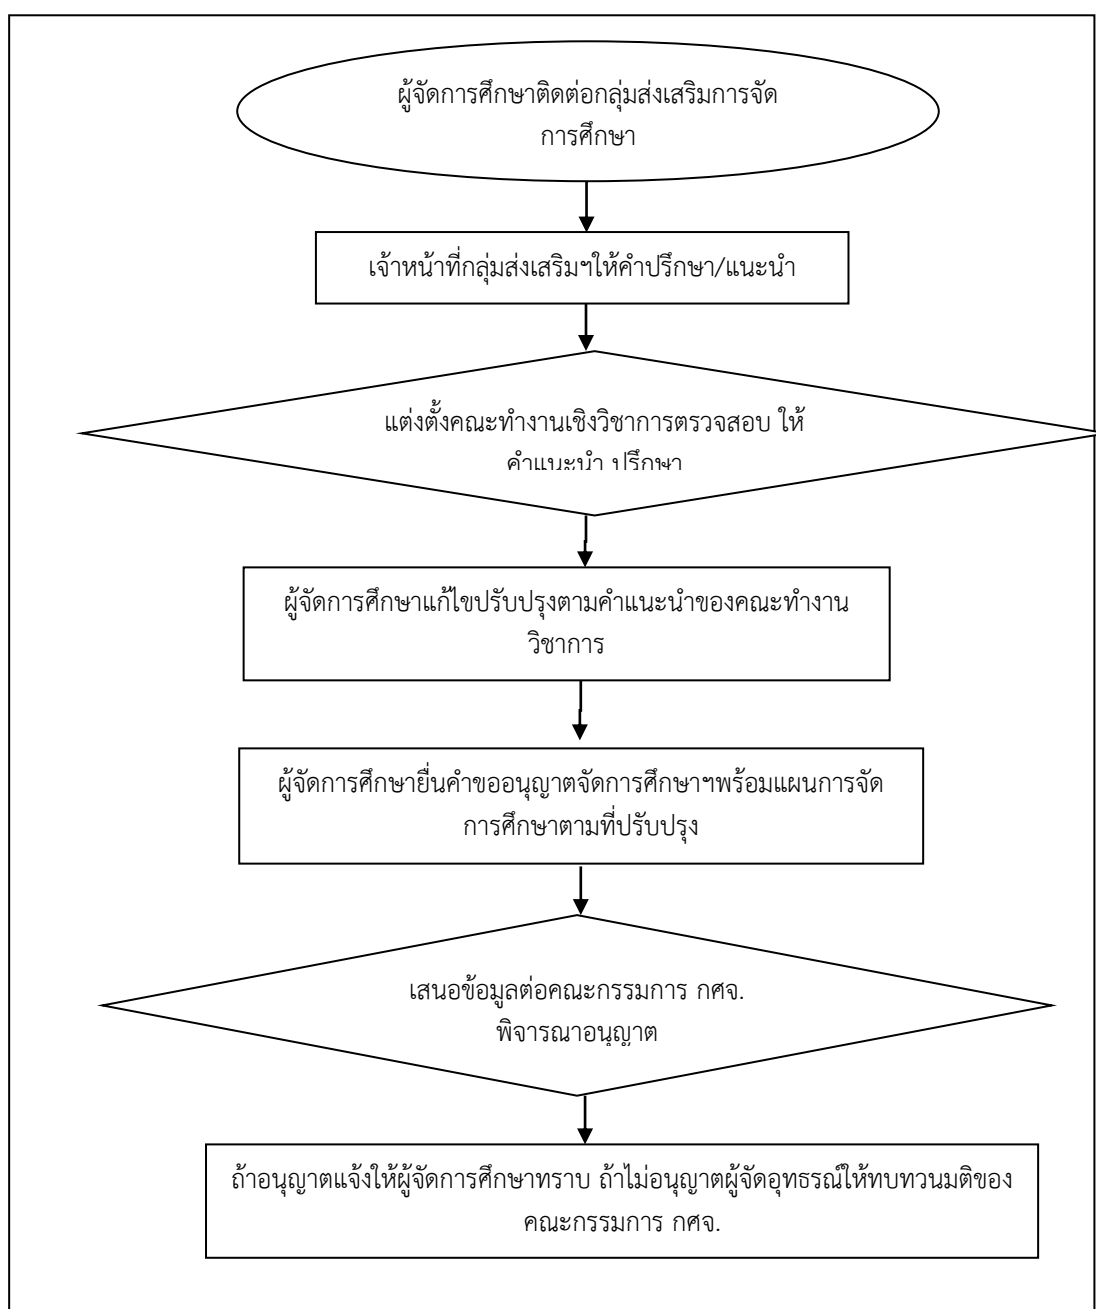 ผู้จัดการศึกษาติดต่อกลุ่มส่งเสริมการจัด
การศึกษา
เจ้าหน้าที่กลุ่มส่งเสริมฯให้คำปรึกษา/แนะนำ
แต่งตั้งคณะทำงานเชิงวิชาการตรวจสอบ ให้
คำแนะนำ ปรึกษา
ผู้จัดการศึกษาแก้ไขปรับปรุงตามคำแนะนำของคณะทำงาน
วิชาการ
ผู้จัดการศึกษายื่นคำขออนุญาตจัดการศึกษาฯพร้อมแผนการจัด
การศึกษาตามที่ปรับปรุง
เสนอข้อมูลต่อคณะกรรมการ กศจ.
พิจารณาอนุญาต
ถ้าอนุญาตแจ้งให้ผู้จัดการศึกษาทราบ ถ้าไม่อนุญาตผู้จัดอุทธรณ์ให้ทบทวนมติของ
คณะกรรมการ กศจ.